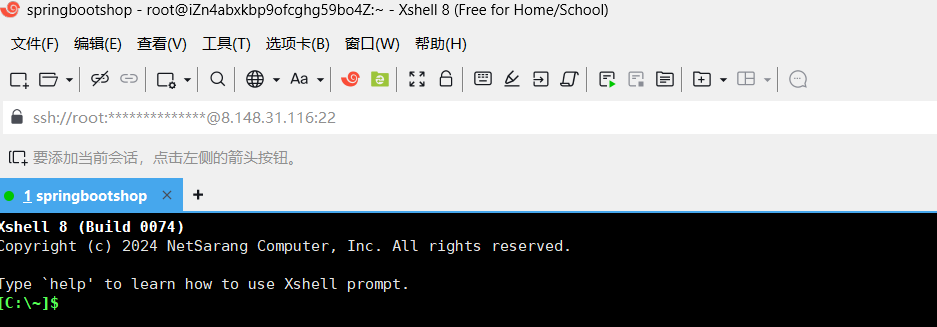 springbootshop - root@iZn4abxkbp9ofcghg59bo4Z:~ - Xshell 8 (Free for Home/School)
文件(F) 编辑(E) 查看(V) 工具(T) 选项卡(B) 窗口(W) 帮助(H)
Aa
ssh://root:**************@8.148.31.116:22
要添加当前会话，点击左侧的箭头按钮。
1 springbootshop × +
Xshell 8 (Build 0074)
Copyright (c) 2024 NetSarang Computer, Inc. All rights reserved.
Type `help' to learn how to use Xshell prompt.
[C:\~]$